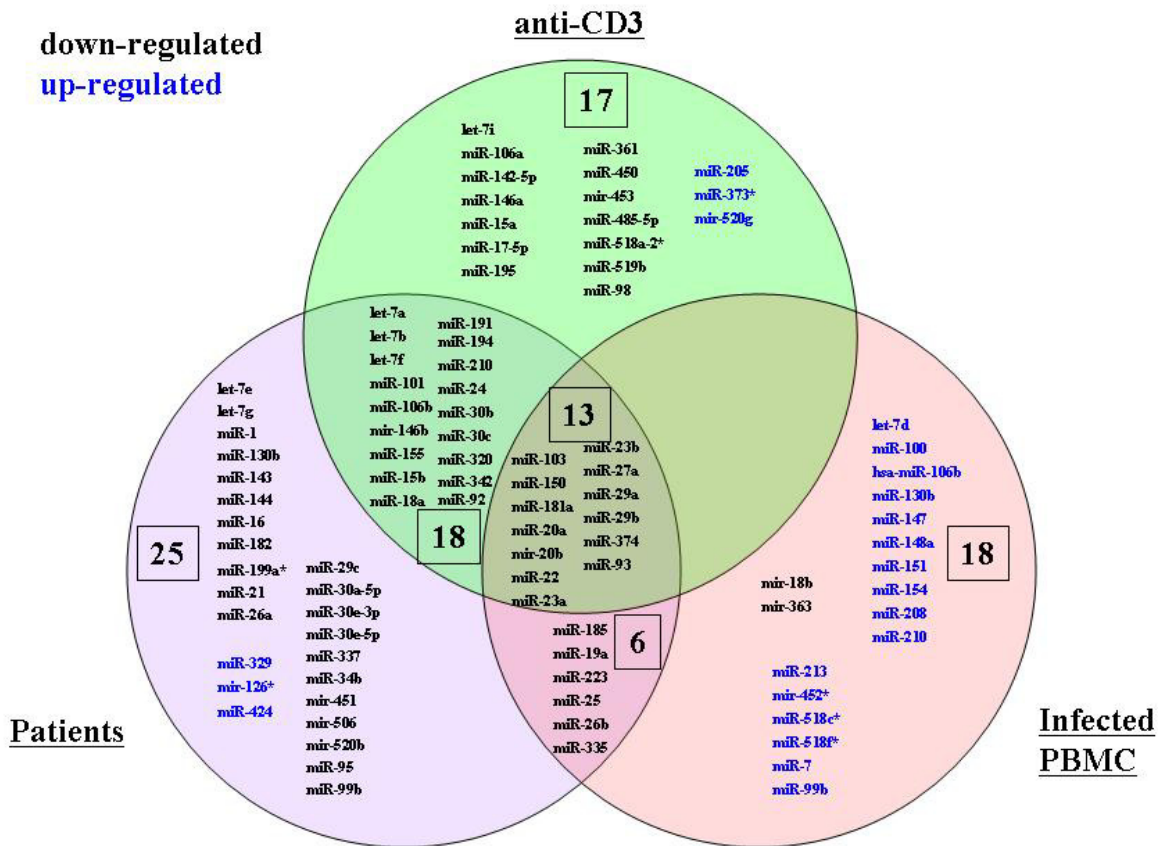 anti-CD3
down-regulated
up-regulated
17
let-7i
miR-106a
miR-142-5p
miR-146a
miR-15a
miR-17-5p
miR-195
miR-361
miR-450
mir-453
miR-485-5p
miR-518a-2*
miR-519b
miR-98
miR-205
miR-373*
mir-520g
let-7a
let-7b
let-7f
miR-101
miR-106b
mir-146b
miR-155
miR-15b
miR-18a
miR-191
miR-194
miR-210
miR-24
miR-30b
miR-30c
miR-320
miR-342
miR-92
18
13
miR-103
miR-150
miR-181a
miR-20a
mir-20b
miR-22
miR-23a
miR-23b
miR-27a
miR-29a
miR-29b
miR-374
miR-93
let-7e
let-7g
miR-1
miR-130b
miR-143
miR-144
miR-16
miR-182
miR-199a*
miR-21
miR-26a
25
miR-329
mir-126*
miR-424
miR-29c
miR-30a-5p
miR-30e-3p
miR-30e-5p
miR-337
miR-34b
mir-451
mir-506
mir-520b
miR-95
miR-99b
6
miR-185
miR-19a
miR-223
miR-25
miR-26b
miR-335
mir-18b
mir-363
let-7d
miR-100
hsa-miR-106b
miR-130b
miR-147
miR-148a
miR-151
miR-154
miR-208
miR-210
18
miR-213
mir-452*
miR-518c*
miR-518f*
miR-7
miR-99b
Patients
Infected
PBMC